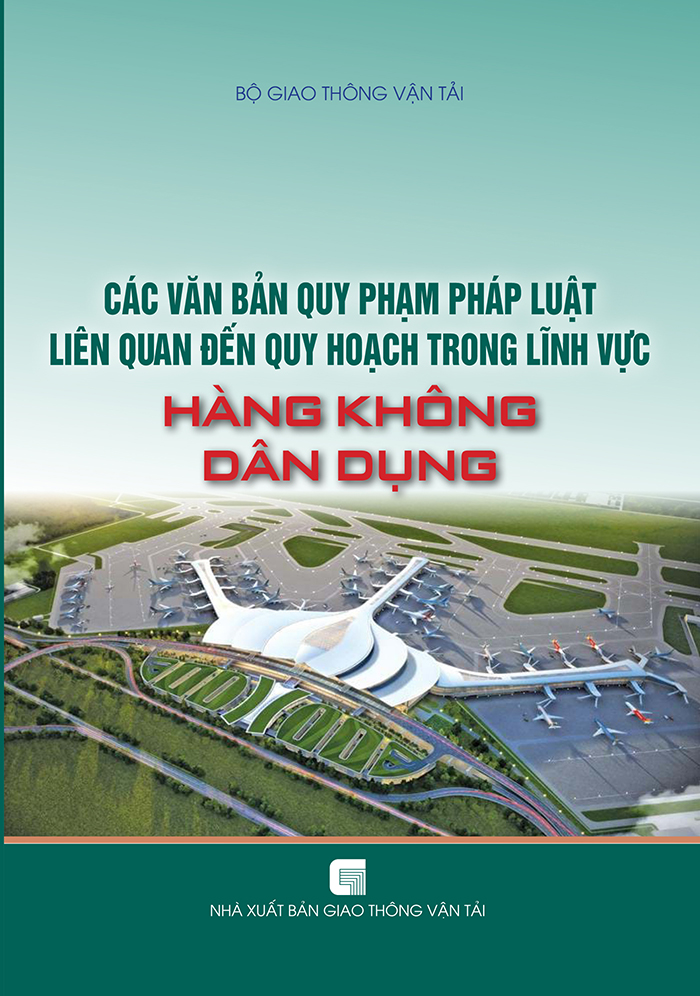 BỘ GIAO THÔNG VẬN TẢI
CÁC VĂN BẢN QUY PHẠM PHÁP LUẬT
LIÊN QUAN ĐẾN QUY HOẠCH TRONG LĨNH VỰC
HÀNG KHÔNG
DÂN DỤNG
NHÀ XUẤT BẢN GIAO THÔNG VẬN TẢI